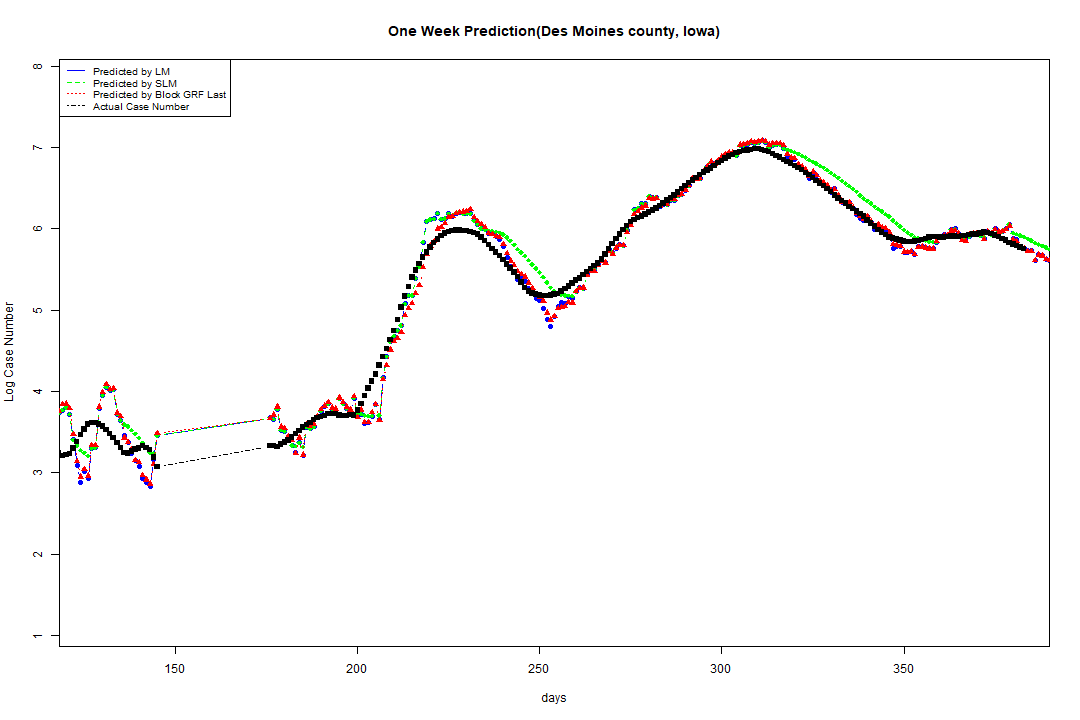 One Week Prediction(Des Moines county, Iowa)
Predicted by LM
Predicted by SLM
Predicted by Block GRF Last
Actual Case Number
8
7
6
5
4
3
2
1
Log Case Number
150 200 250 300 350
days